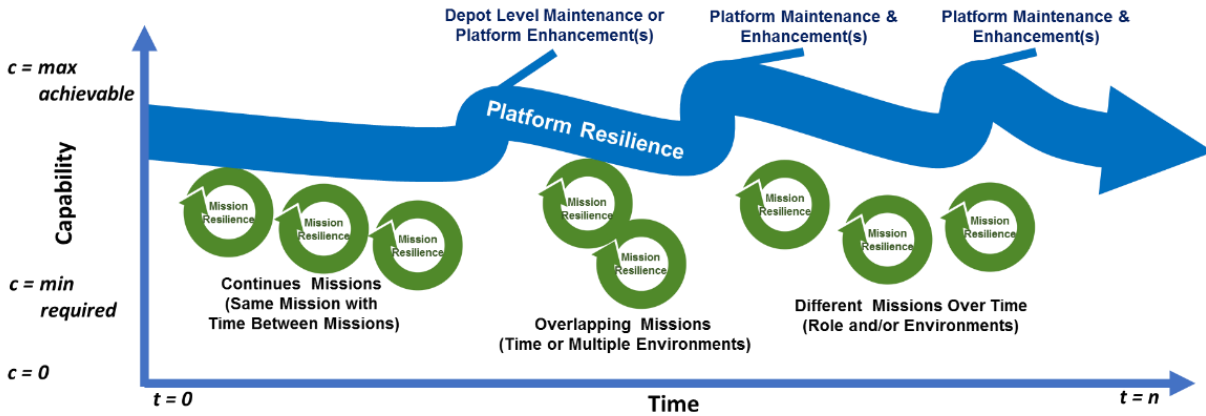 Depot Level Maintenance or
Platform Enhancement(s)
Platform Maintenance &
Enhancement(s)
Platform Maintenance &
Enhancement(s)
c = max
achievable
Capability
c = min
required
c = 0
Platform Resilience
Mission
Resilience
Mission
Resilience
Mission
Resilience
Mission
Resilience
Mission
Resilience
Mission
Resilience
Mission
Resilience
Mission
Resilience
Continues Missions
(Same Mission with
Time Between Missions)
Overlapping Missions
(Time or Multiple Environments)
Different Missions Over Time
(Role and/or Environments)
t = 0
Time
t = n